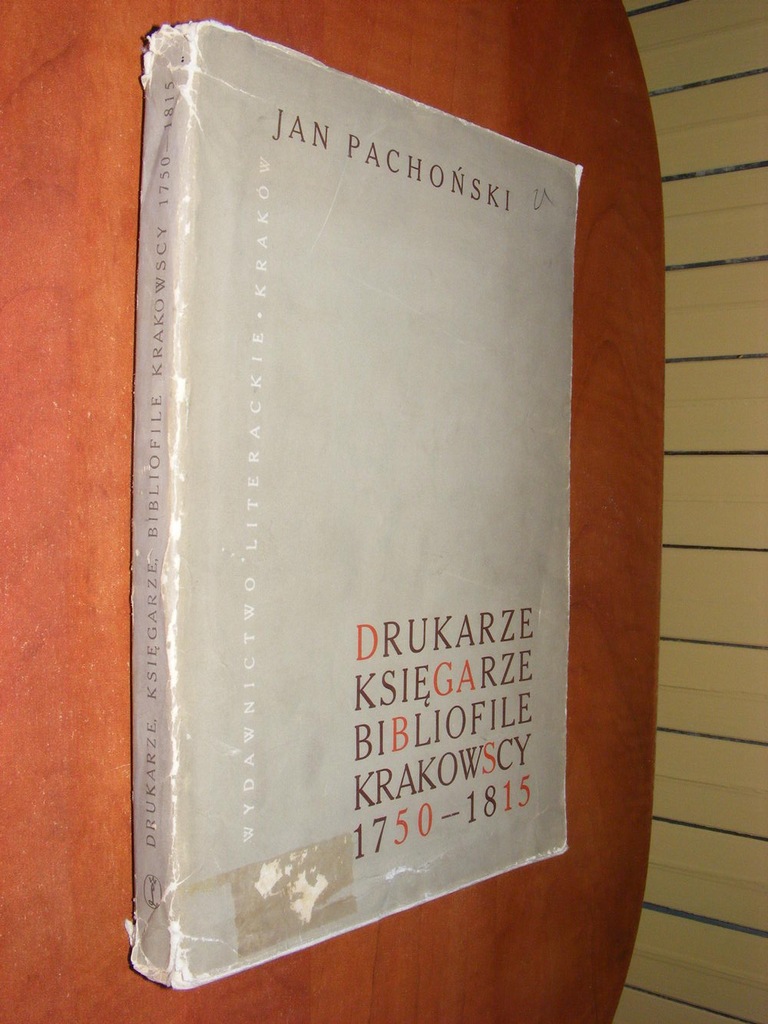 JAN PACHOŃSKI
WYDAWNICTWO LITERACKIE • KRAKÓW
DRUKARZE
KSIĘGARZE
BIBLIOFILE
KRAKOWSCY
1750–1815
DRUKARZE, KSIĘGARZE, BIBLIOFILE KRAKOWSCY 1750–1815